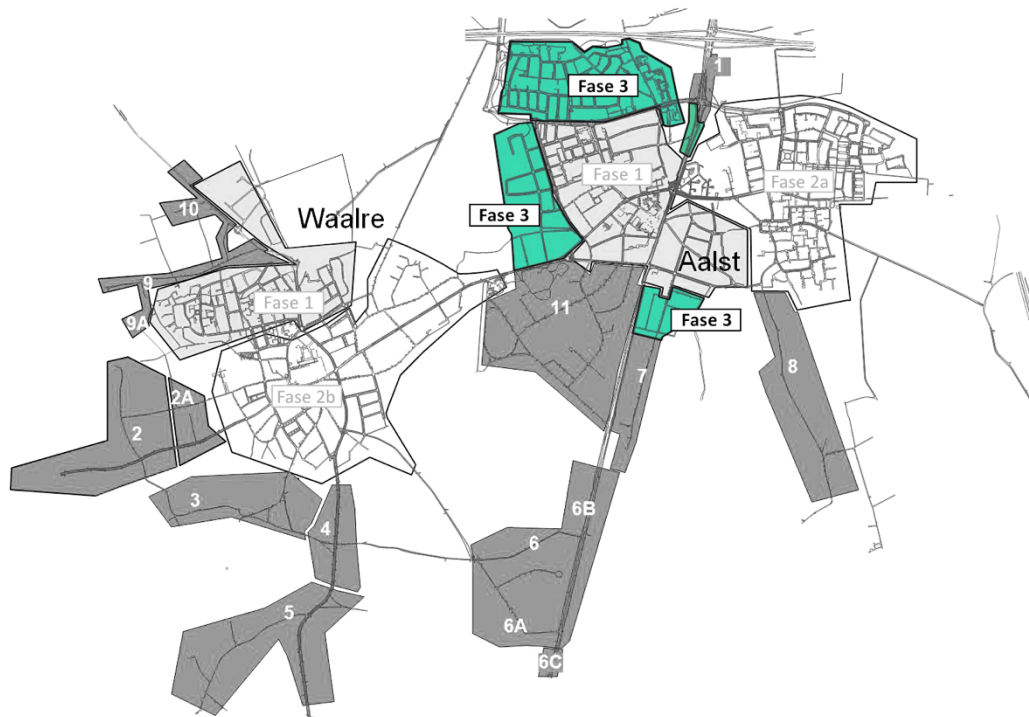 1
Fase 3
Fase 1
Fase 2a
10
Waalre
Fase 3
Aalst
9
Fase 1
11
9A
Fase 3
7
8
2A
Fase 2b
2
3
6B
4
6
5
6A
6C